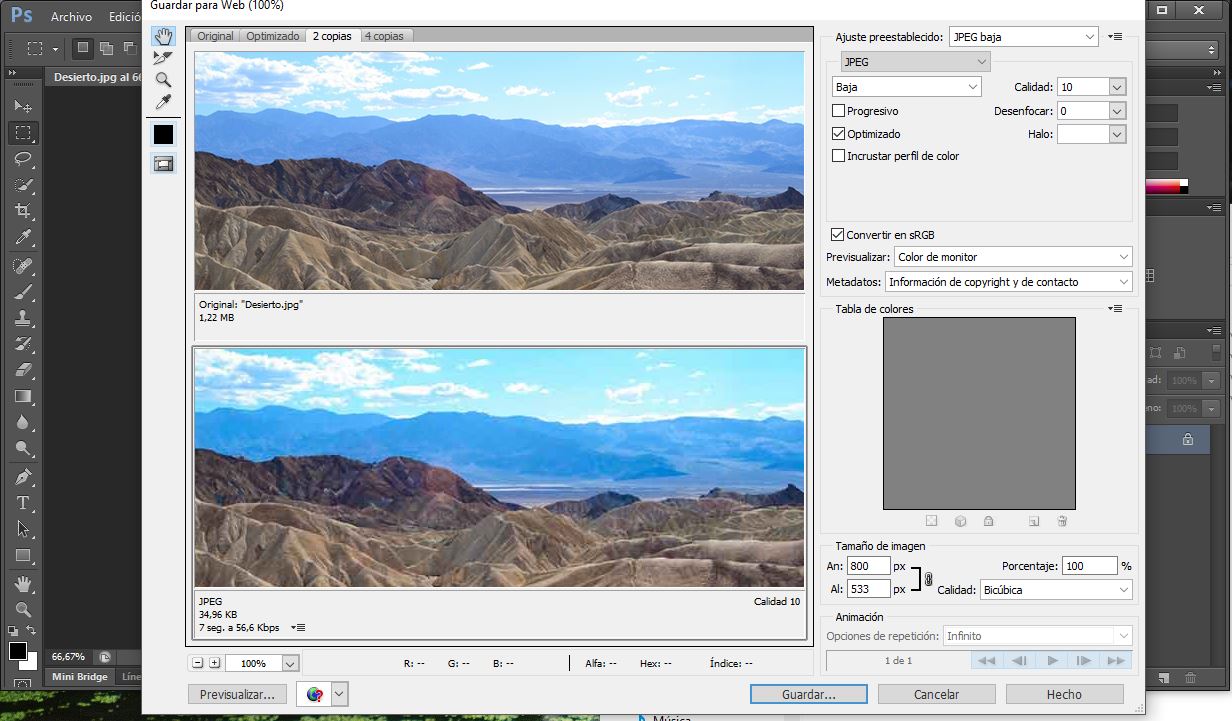 Guardar para Web (100%)
Ps
Archivo Edició
Desierto.jpg al 66
Original Optimizado 2 copias 4 copias
Original: "Desierto.jpg"
1,22 MB
JPEG
34,96 KB
7 seg. a 56,6 Kbps
Calidad 10
100% R: -- G: -- B: -- Alfa: -- Hex: -- Índice: --
Previsualizar... Guardar... Cancelar Hecho
Ajuste preestablecido: JPEG baja
JPEG
Baja Calidad: 10
Progresivo Desenfocar: 0
Optimizado Halo:
Incrustar perfil de color
Convertir en sRGB
Previsualizar: Color de monitor
Metadatos: Información de copyright y de contacto
Tabla de colores
Tamaño de imagen
An: 800 px Porcentaje: 100 %
Al: 533 px Calidad: Bicúbica
Animación
Opciones de repetición: Infinito
1 de 1
ad: 100%
no: 100%
66,67%
Mini Bridge Líne
Música